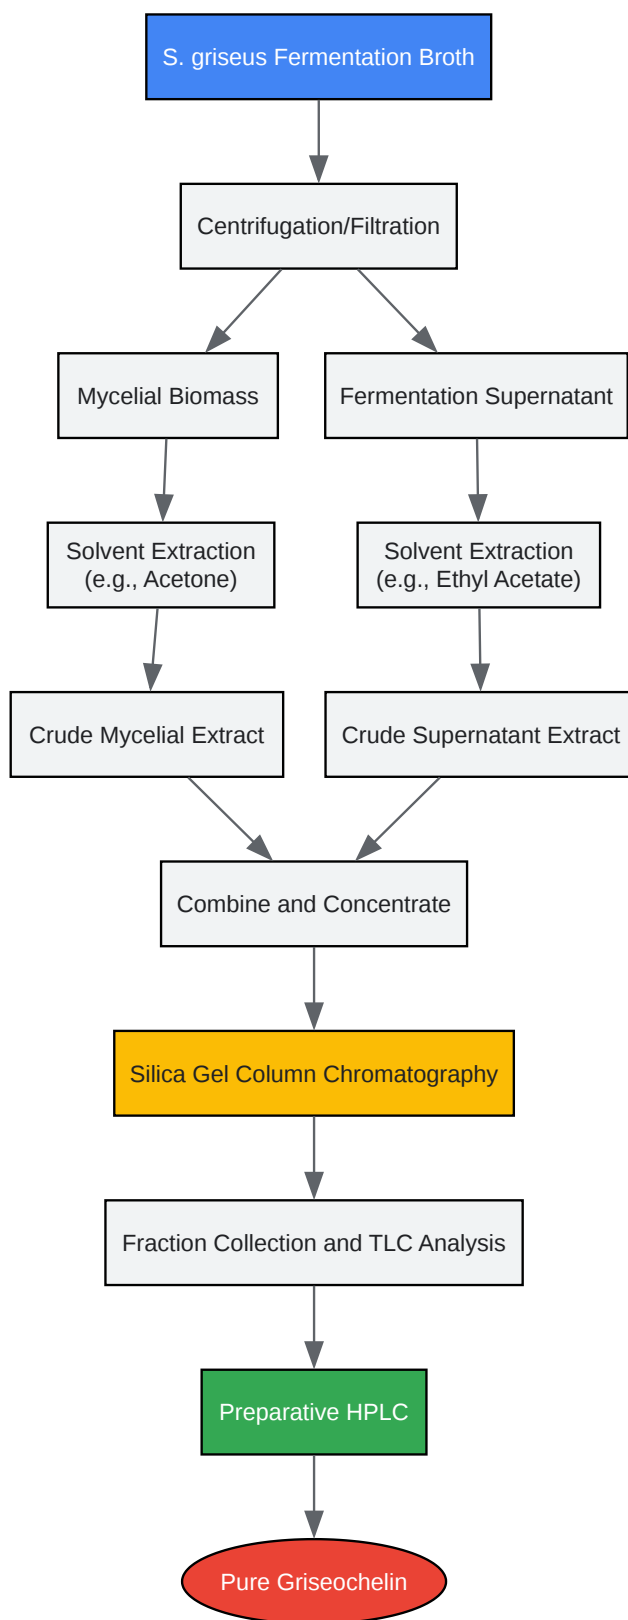 S. griseus Fermentation Broth
Centrifugation/Filtration
Mycelial Biomass
Fermentation Supernatant
Solvent Extraction
(e.g., Acetone)
Solvent Extraction
(e.g., Ethyl Acetate)
Crude Mycelial Extract
Crude Supernatant Extract
Combine and Concentrate
Silica Gel Column Chromatography
Fraction Collection and TLC Analysis
Preparative HPLC
Pure Griseochelin